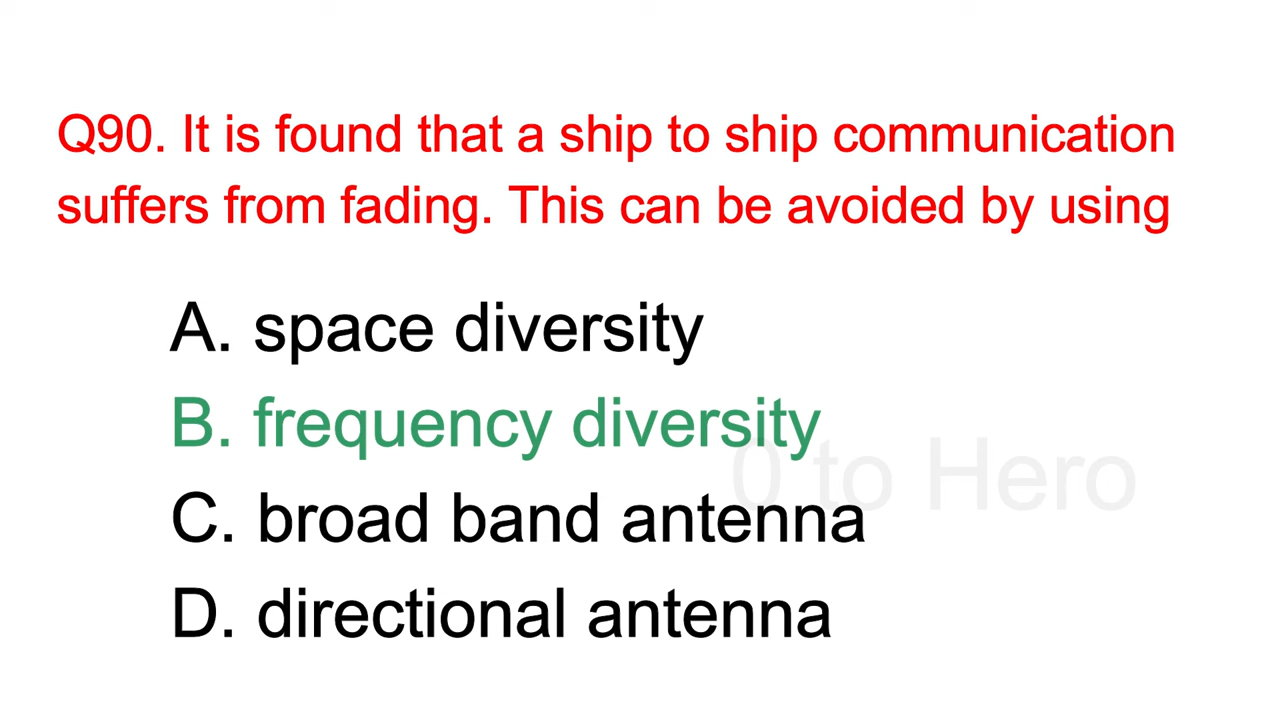 Q90. It is found that a ship to ship communication
suffers from fading. This can be avoided by using
A. space diversity
B. frequency diversity
0 to Hero
C. broad band antenna
D. directional antenna